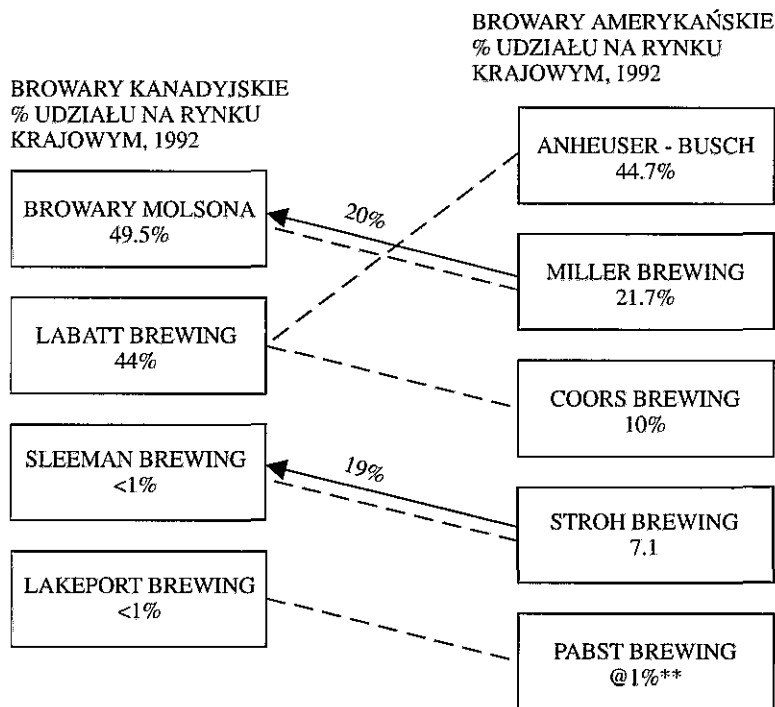 BROWARY KANADYJSKIE
% UDZIAŁU NA RYNKU
KRAJOWYM, 1992
BROWARY MOLSONA
49.5%
LABATT BREWING
44%
SLEEMAN BREWING
<1%
LAKEPORT BREWING
<1%
20%
19%
BROWARY AMERYKAŃSKIE
% UDZIAŁU NA RYNKU
KRAJOWYM, 1992
ANHEUSER - BUSCH
44.7%
MILLER BREWING
21.7%
COORS BREWING
10%
STROH BREWING
7.1
PABST BREWING
@1%**